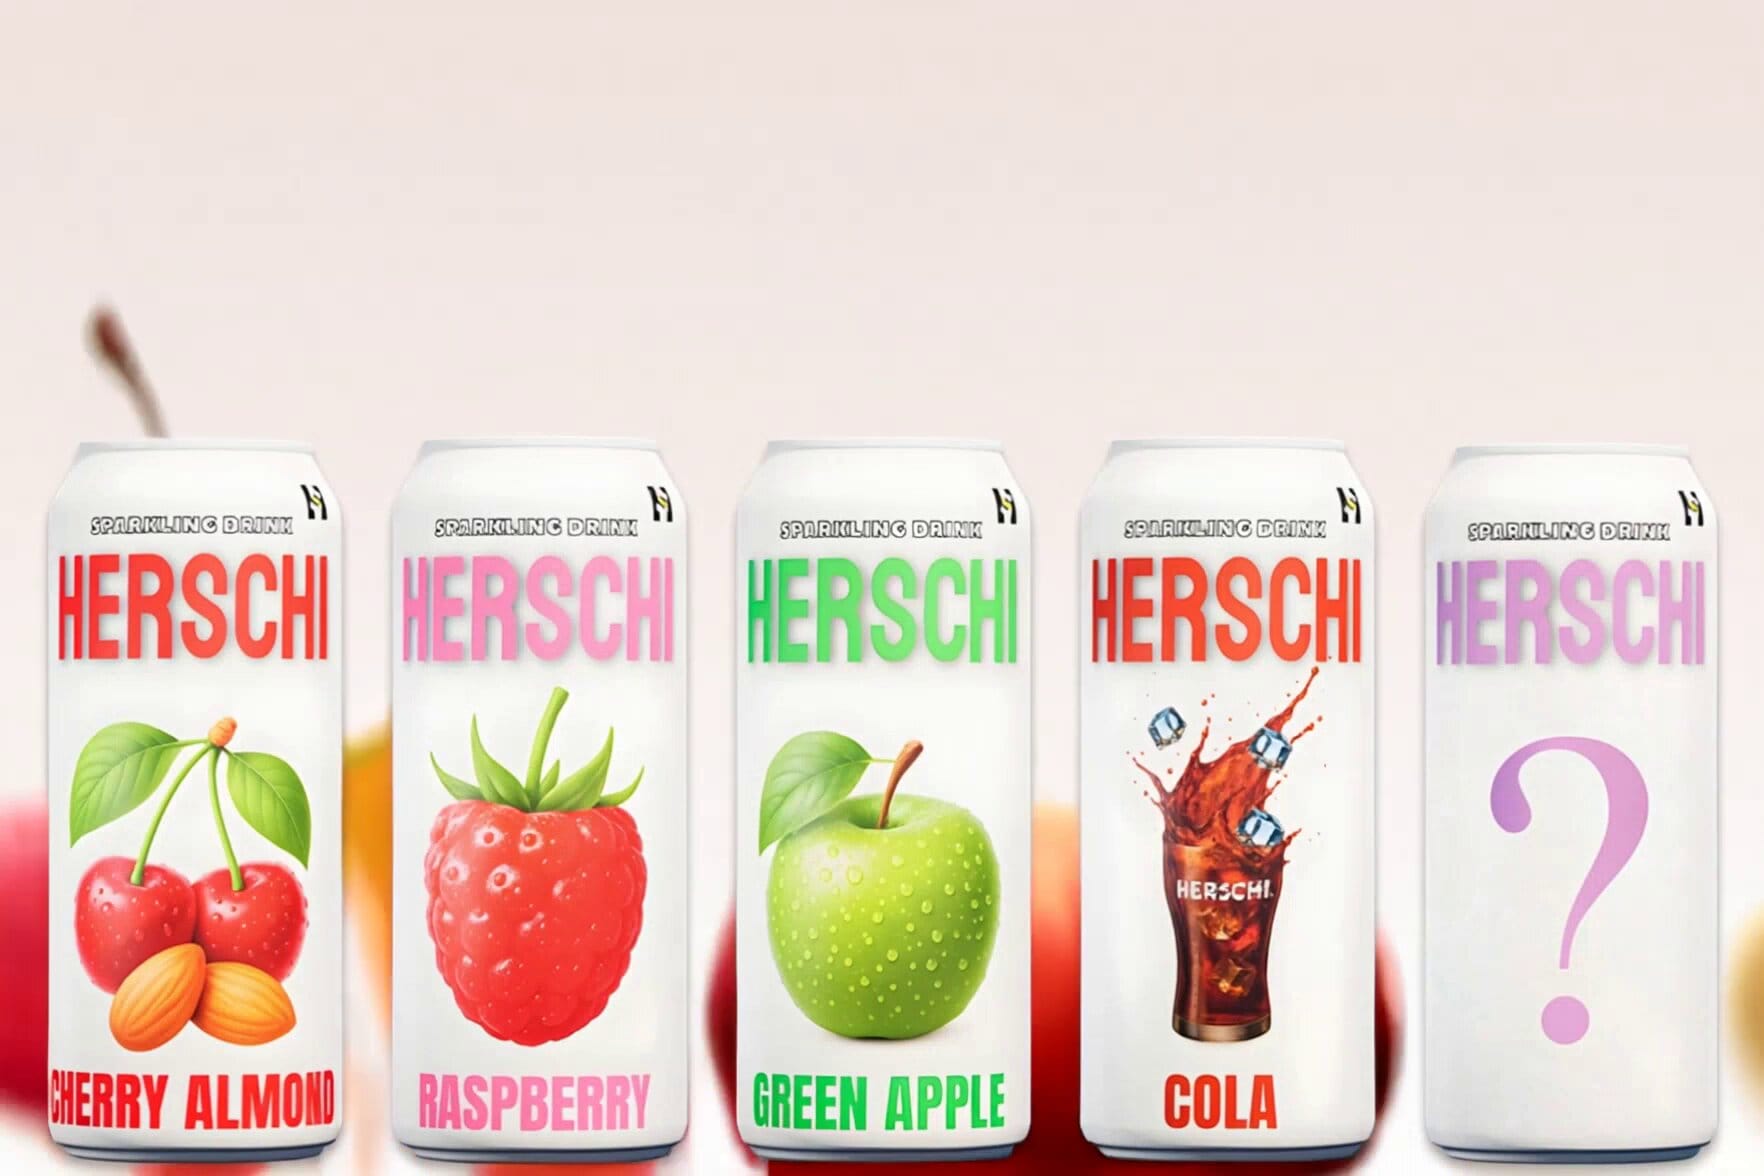 SPARKLING DRINK
HERSCHI
CHERRY ALMOND
SPARKLING DRINK
HERSCHI
RASPBERRY
SPARKLING DRINK
HERSCHI
GREEN APPLE
SPARKLING DRINK
HERSCHI
HERSCHI
COLA
SPARKLING DRINK
HERSCHI
?